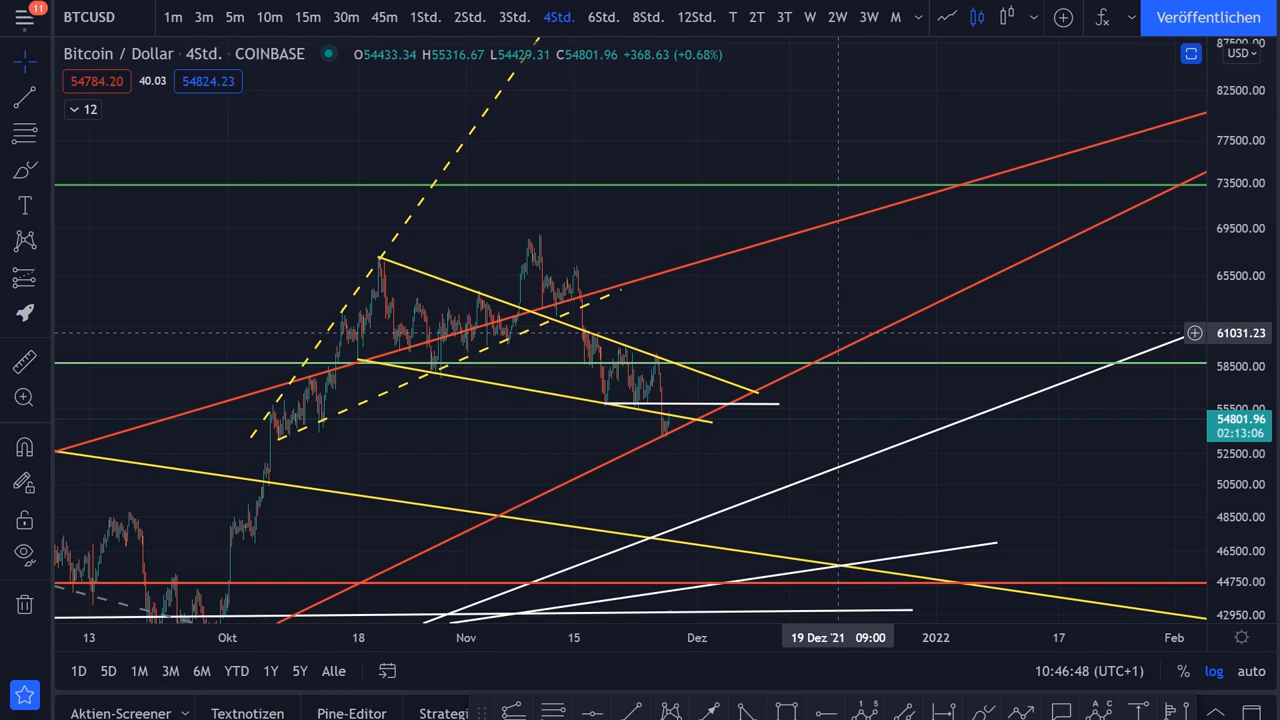 11
BTCUSD 1m 3m 5m 10m 15m 30m 45m 1Std. 2Std. 3Std. 4Std. 6Std. 8Std. 12Std. T 2T 3T W 2W 3W M Veröffentlichen
Bitcoin / Dollar · 4Std. · COINBASE O54433.34 H55316.67 L54429.31 C54801.96 +368.63 (+0.68%)
54784.20 40.03 54824.23
12
87500.00
USD
82500.00
77500.00
73500.00
69500.00
65500.00
61031.23
58500.00
55500.00
54801.96
02:13:06
52500.00
50500.00
48500.00
46500.00
44750.00
42950.00
13 Okt 18 Nov 15 Dez 19 Dez '21 09:00 2022 17 Feb
1D 5D 1M 3M 6M YTD 1Y 5Y Alle 10:46:48 (UTC+1) % log auto
Aktien-Screener Textnotizen Pine-Editor Strategi